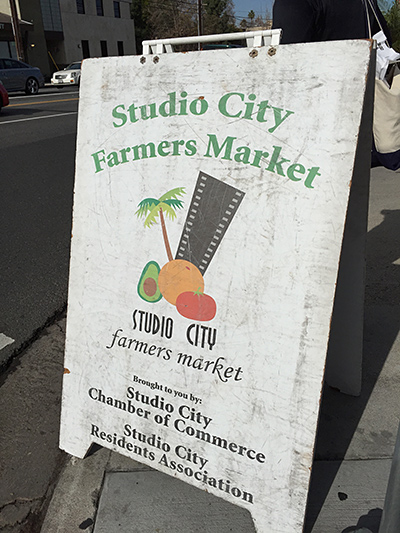 Studio City
Farmers Market
STUDIO CITY
farmers market
Brought to you by:
Studio City
Chamber of Commerce
Studio City
Residents Association